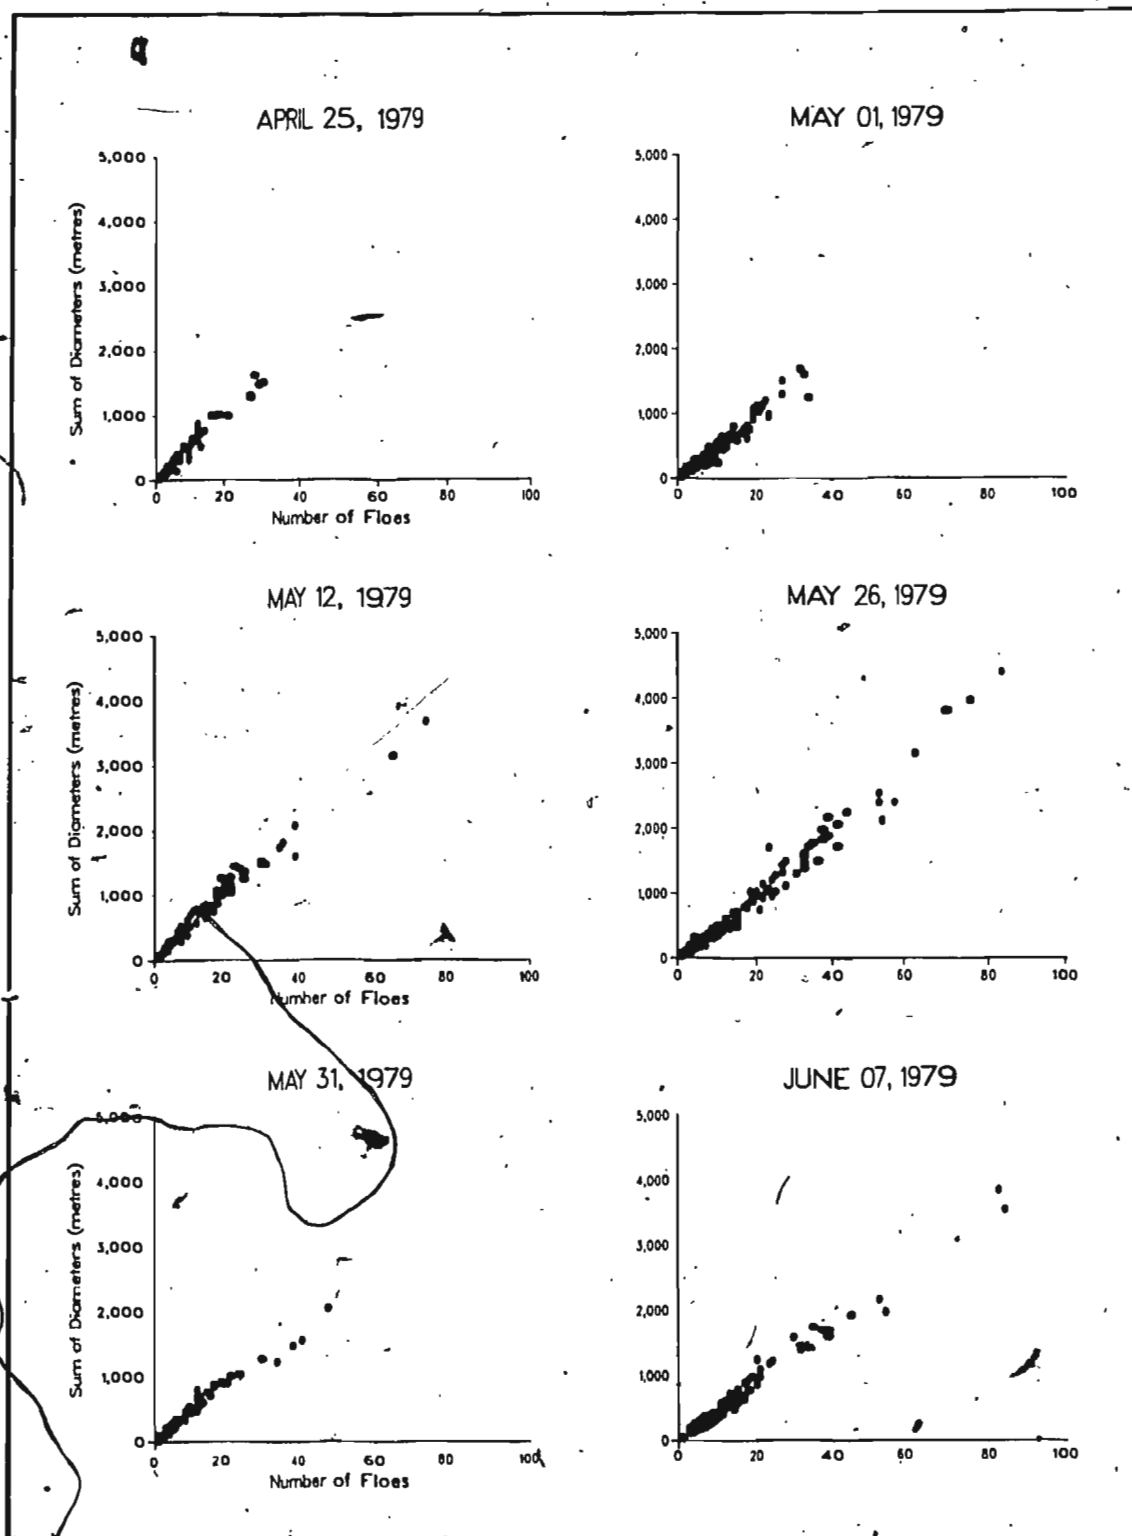 APRIL 25, 1979
5,000
4,000
3,000
2,000
1,000
0
Sum of Diameters (metres)
0 20 40 60 80 100
Number of Floes
MAY 01, 1979
5,000
4,000
3,000
2,000
1,000
0
0 20 40 60 80 100
MAY 12, 1979
5,000
4,000
3,000
2,000
1,000
0
Sum of Diameters (metres)
0 20 40 60 80 100
Number of Floes
MAY 26, 1979
5,000
4,000
3,000
2,000
1,000
0
0 20 40 60 80 100
MAY 31, 1979
5,000
4,000
3,000
2,000
1,000
0
Sum of Diameters (metres)
0 20 40 60 80 100
Number of Floes
JUNE 07, 1979
5,000
4,000
3,000
2,000
1,000
0
0 20 40 60 80 100